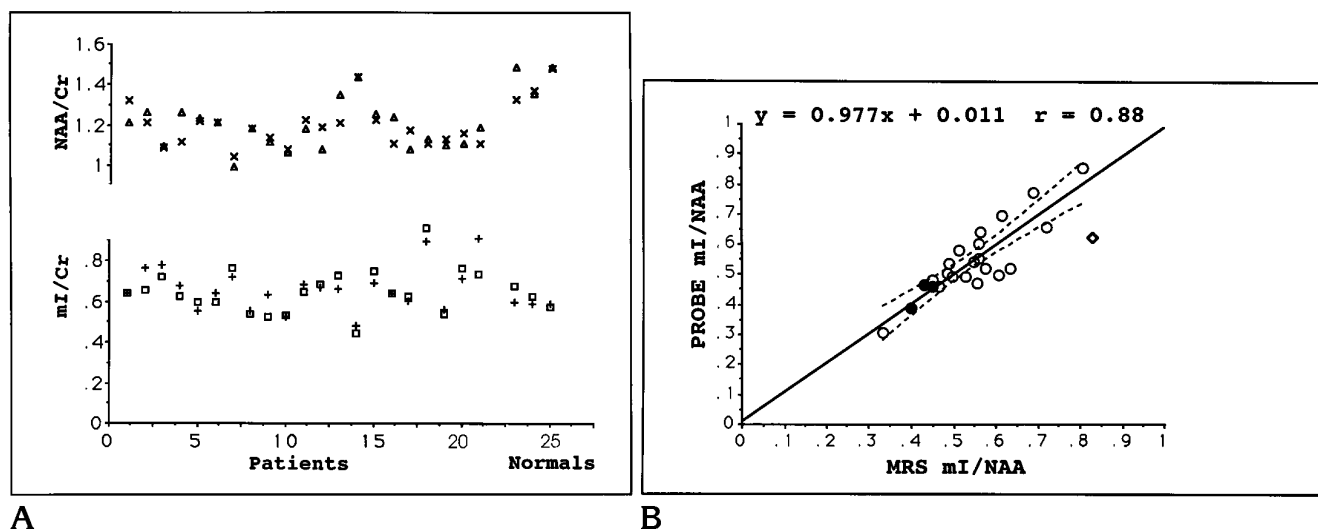 1.6
1.4
1.2
1
NAA/Cr
.8
.6
.4
.2
0
mI/Cr
5 10 15 20 25
Patients Normals
A
y = 0.977x + 0.011 r = 0.88
1
.9
.8
.7
.6
.5
.4
.3
.2
.1
0
PROBE mI/NAA
0 .1 .2 .3 .4 .5 .6 .7 .8 .9 1
MRS mI/NAA
B